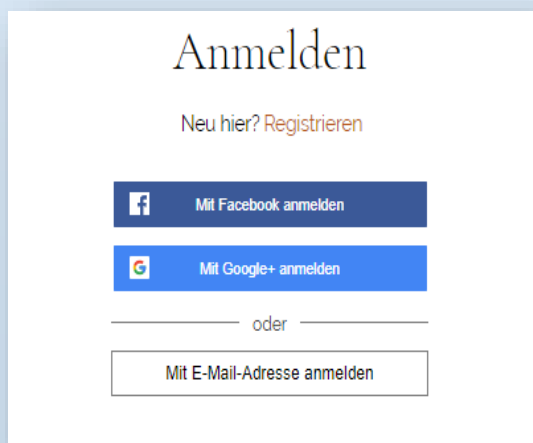 Anmelden
Neu hier? Registrieren
Mit Facebook anmelden
Mit Google+ anmelden
oder
Mit E-Mail-Adresse anmelden